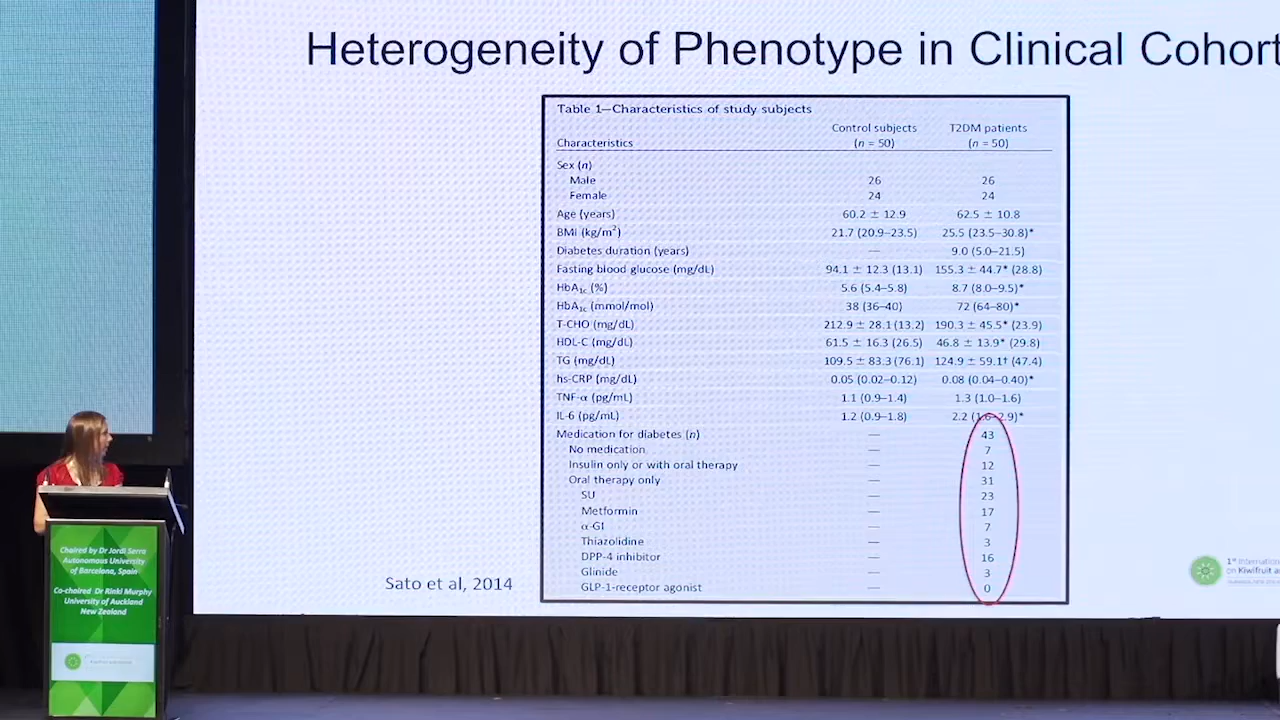 Heterogeneity of Phenotype in Clinical Cohort
Table 1—Characteristics of study subjects
Characteristics Control subjects (n = 50) T2DM patients (n = 50)
Sex (n)
Male 26 26
Female 24 24
Age (years) 60.2 ± 12.9 62.5 ± 10.8
BMI (kg/m²) 21.7 (20.9–23.5) 25.5 (23.5–30.8)*
Diabetes duration (years) — 9.0 (5.0–21.5)
Fasting blood glucose (mg/dL) 94.1 ± 12.3 (13.1) 155.3 ± 44.7* (28.8)
HbA1c (%) 5.6 (5.4–5.8) 8.7 (8.0–9.5)*
HbA1c (mmol/mol) 38 (36–40) 72 (64–80)*
T-CHO (mg/dL) 212.9 ± 28.1 (13.2) 190.3 ± 45.5* (23.9)
HDL-C (mg/dL) 61.5 ± 16.3 (26.5) 46.8 ± 13.9* (29.8)
TG (mg/dL) 109.5 ± 83.3 (76.1) 124.9 ± 59.1† (47.4)
hs-CRP (mg/dL) 0.05 (0.02–0.12) 0.08 (0.04–0.40)*
TNF-α (pg/mL) 1.1 (0.9–1.4) 1.3 (1.0–1.6)
IL-6 (pg/mL) 1.2 (0.9–1.8) 2.2 (1.6–2.9)*
Medication for diabetes (n) — 43
No medication — 7
Insulin only or with oral therapy — 12
Oral therapy only — 31
SU — 23
Metformin — 17
α-GI — 7
Thiazolidine — 3
DPP-4 inhibitor — 16
Glinide — 3
GLP-1-receptor agonist — 0
Sato et al, 2014
1st Internation
on Kiwifruit a
Chaired by Dr Jordi Serra
Autonomous University
of Barcelona, Spain
Co-chaired Dr Rinki Murphy
University of Auckland
New Zealand